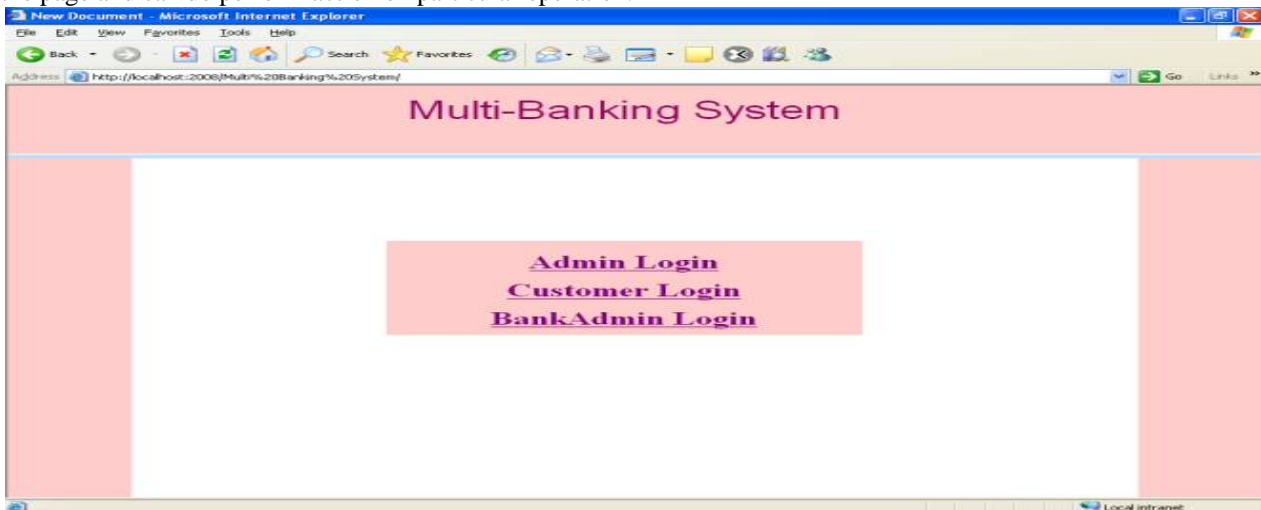 New Document - Microsoft Internet Explorer
File Edit View Favorites Tools Help
Back Search Favorites
Address http://localhost:2008/Multi%20Banking%20System/ Go Links »
Multi-Banking System
Admin Login
Customer Login
BankAdmin Login
Local intranet